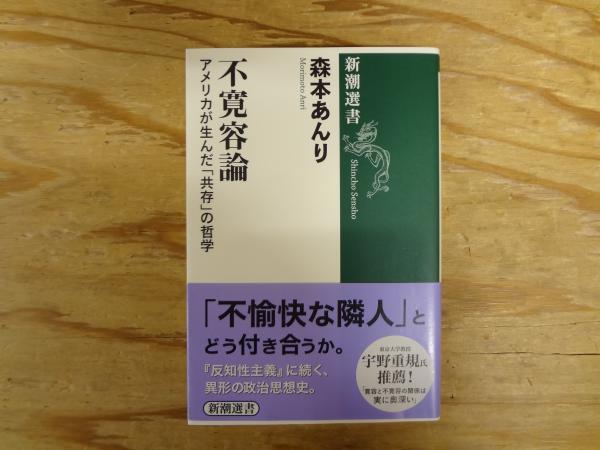 新潮選書
Shincho Sensho
森本あんり
Morimoto Anri
不寛容論
アメリカが生んだ「共存」の哲学
「不愉快な隣人」と
どう付き合うか。
『反知性主義』に続く、
異形の政治思想史。
新潮選書
東京大学教授
宇野重規氏
推薦！
「寛容と不寛容の関係は
実に奥深い」